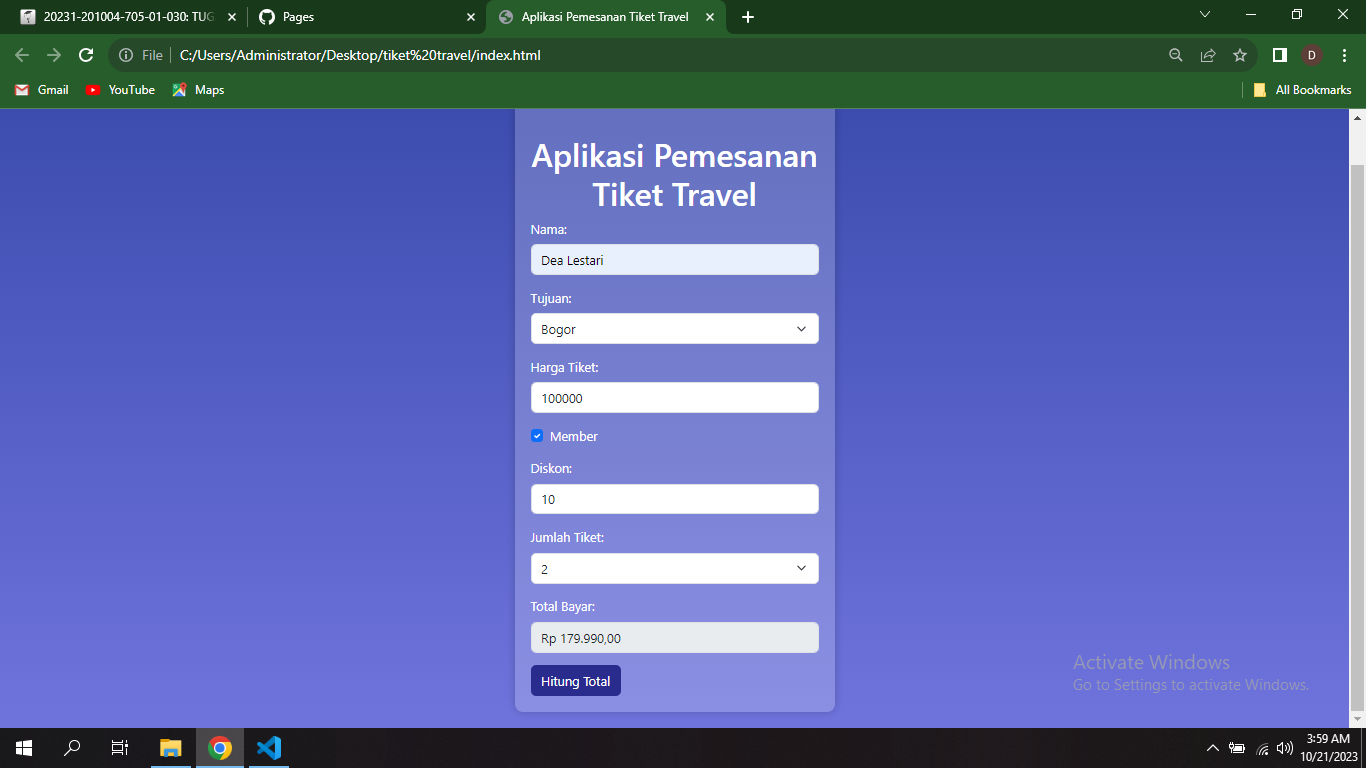 20231-201004-705-01-030: TUG
Pages
Aplikasi Pemesanan Tiket Travel
File
C:/Users/Administrator/Desktop/tiket%20travel/index.html
D
Gmail
YouTube
Maps
All Bookmarks
Aplikasi Pemesanan
Tiket Travel
Nama:
Dea Lestari
Tujuan:
Bogor
Harga Tiket:
100000
Member
Diskon:
10
Jumlah Tiket:
2
Total Bayar:
Rp 179.990,00
Hitung Total
Activate Windows
Go to Settings to activate Windows.
3:59 AM
10/21/2023